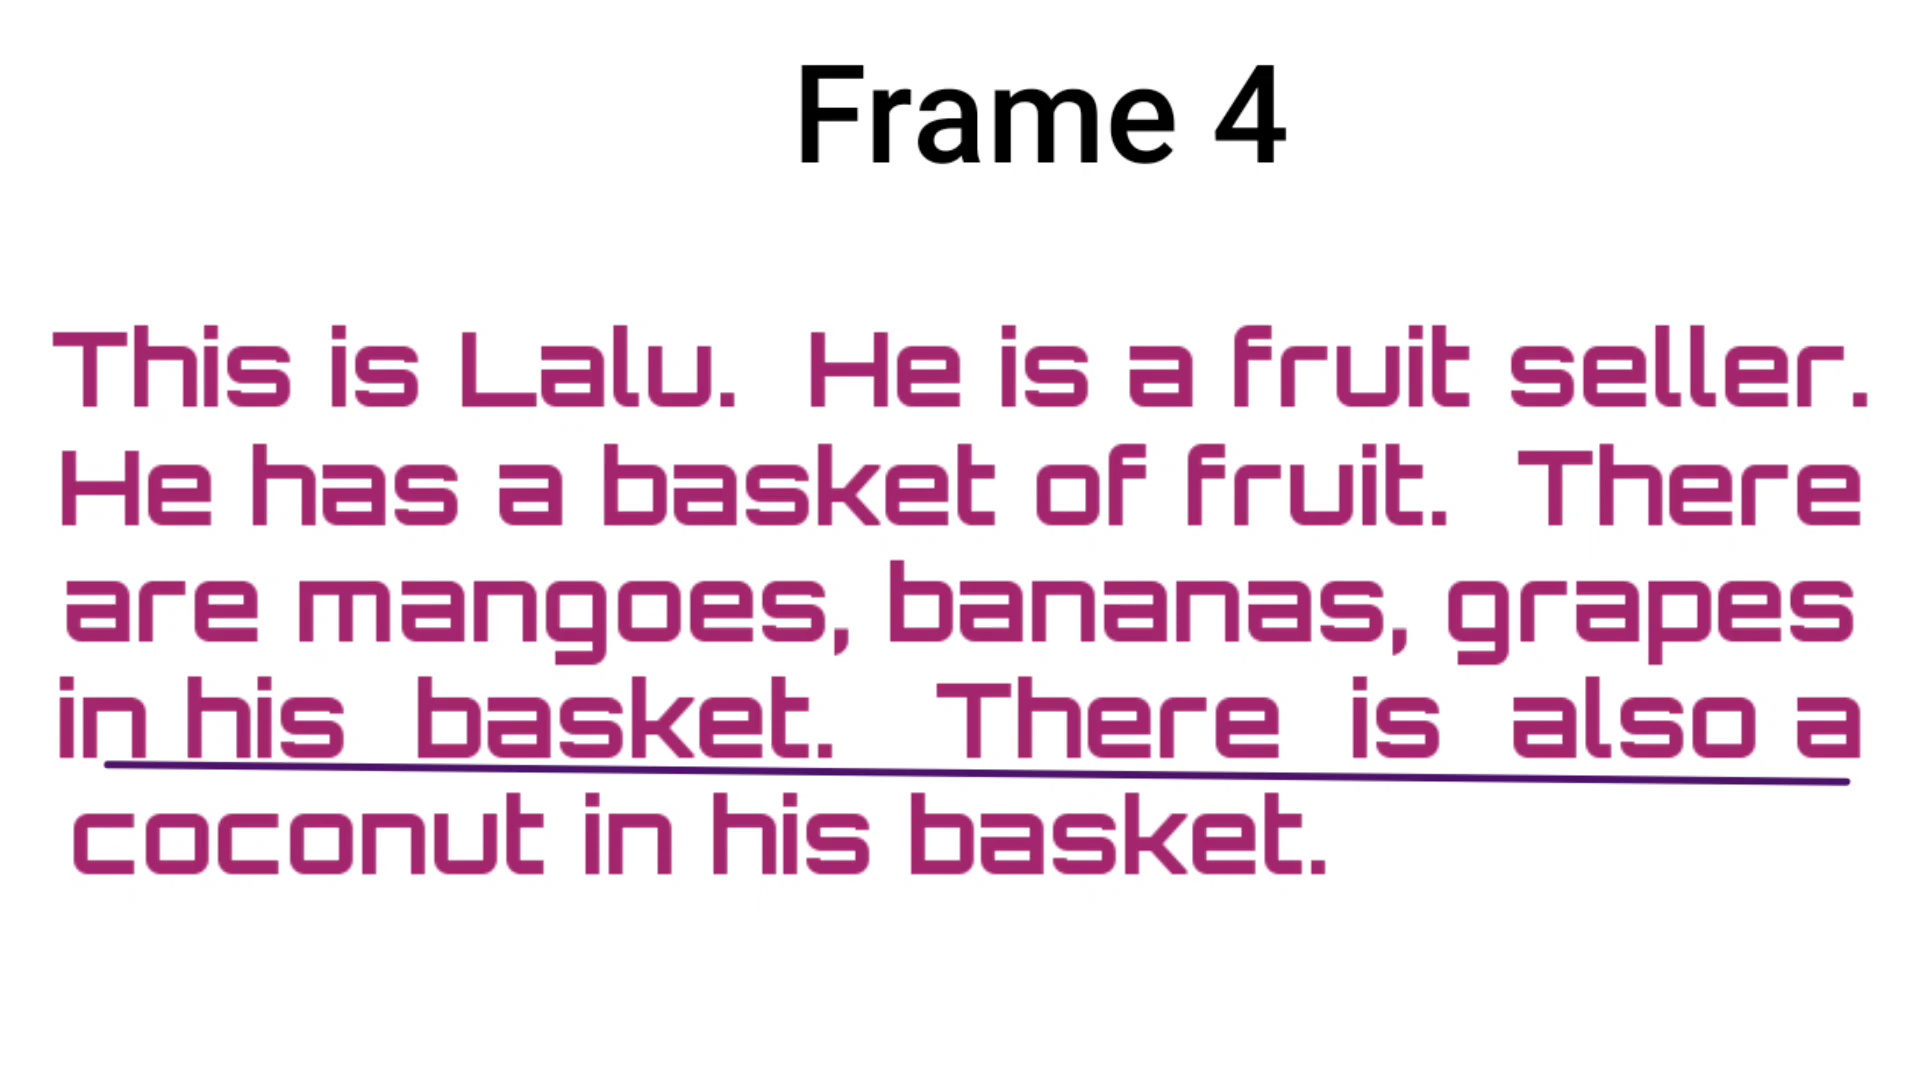 Frame 4
This is Lalu. He is a fruit seller.
He has a basket of fruit. There
are mangoes, bananas, grapes
in his basket. There is also a
coconut in his basket.